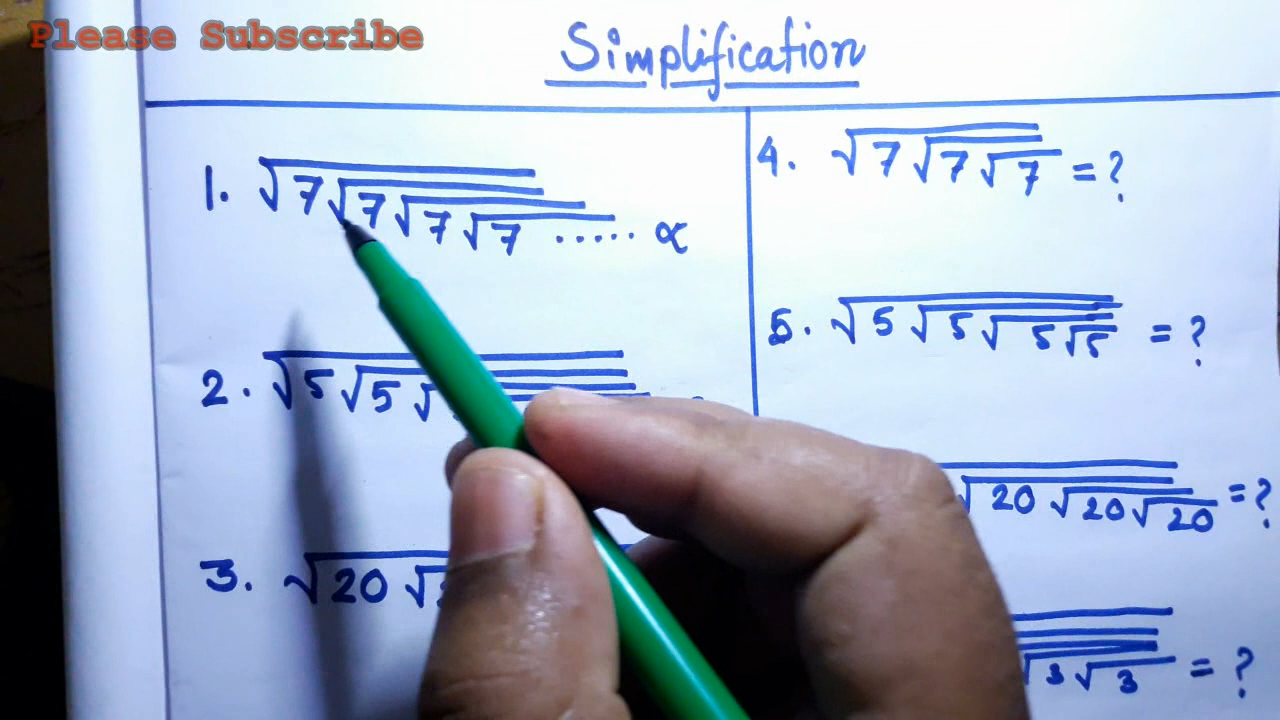 Please Subscribe
Simplification
1. √7√7√7√7 ..... ∝
2. √5√5√
3. √20√
4. √7√7√7 = ?
5. √5√5√5√5 = ?
√20√20√20 = ?
√3√3 = ?